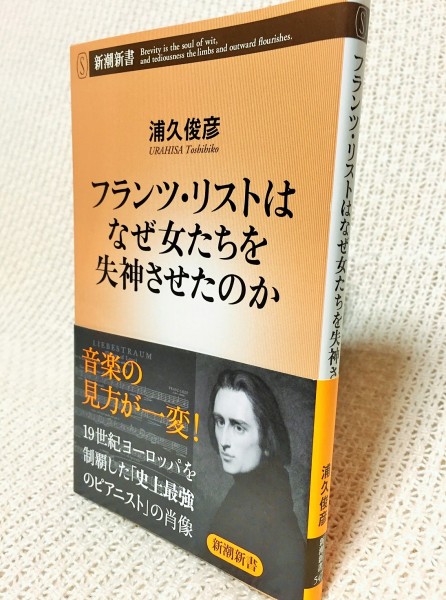 S
新潮新書
Brevity is the soul of wit,
and tediousness the limbs and outward flourishes.
浦久俊彦
URAHISA Toshihiko
フランツ・リストは
なぜ女たちを
失神させたのか
LIEBESTRAUM
音楽の
見方が一変!
19世紀ヨーロッパを
制覇した「史上最強
のピアニスト」の肖像
新潮新書
S
フランツ・リストはなぜ女たちを失神さ
浦久俊彦
新潮新書